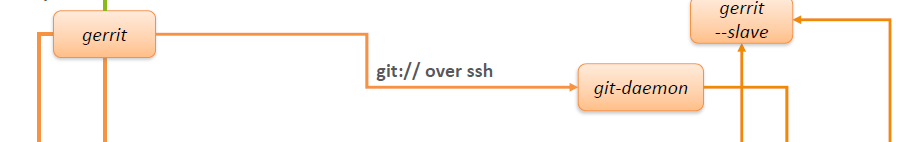 gerrit
gerrit
--slave
git:// over ssh
git-daemon